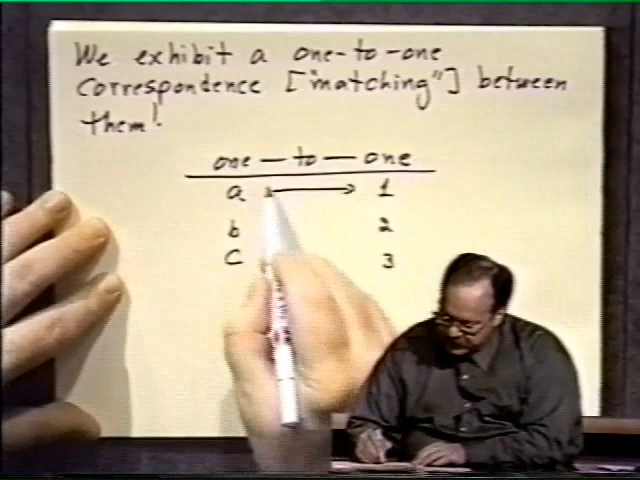 We exhibit a one-to-one
correspondence ["matching"] between
them!
one — to — one
a ⟷ 1
b 2
c 3